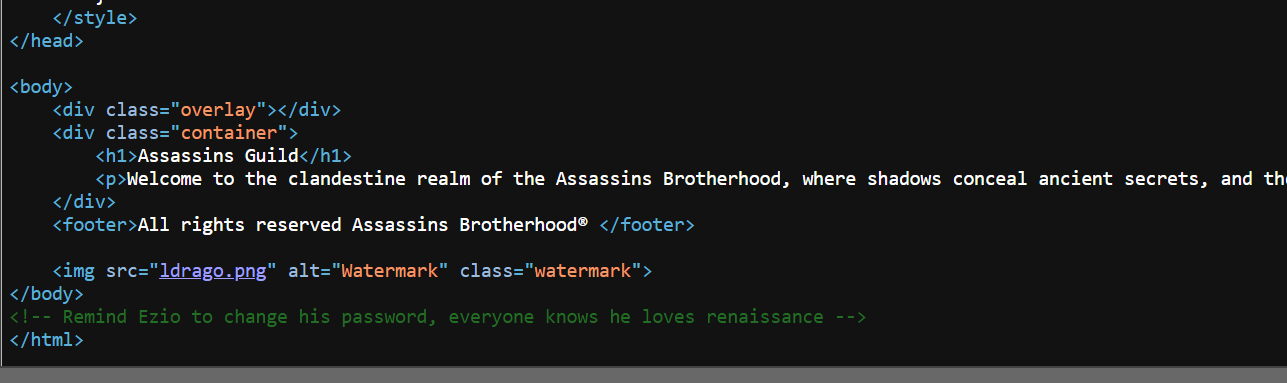 </style>
</head>
<body>
<div class="overlay"></div>
<div class="container">
<h1>Assassins Guild</h1>
<p>Welcome to the clandestine realm of the Assassins Brotherhood, where shadows conceal ancient secrets, and
</div>
<footer>All rights reserved Assassins Brotherhood® </footer>
<img src="ldrago.png" alt="Watermark" class="watermark">
</body>
<!-- Remind Ezio to change his password, everyone knows he loves renaissance -->
</html>